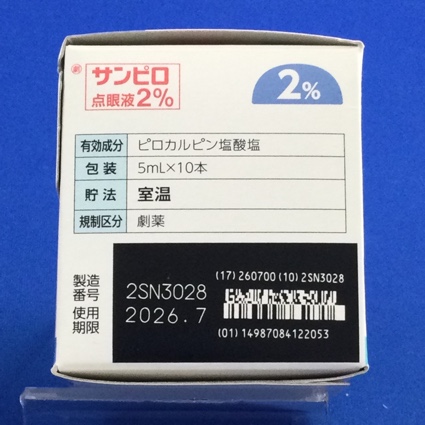 劇
サンピロ
点眼液2%
2%
有効成分 ピロカルピン塩酸塩
包装 5mL×10本
貯法 室温
規制区分 劇薬
製造番号 2SN3028
使用期限 2026.7
(17)260700(10)2SN3028
(01)14987084122053